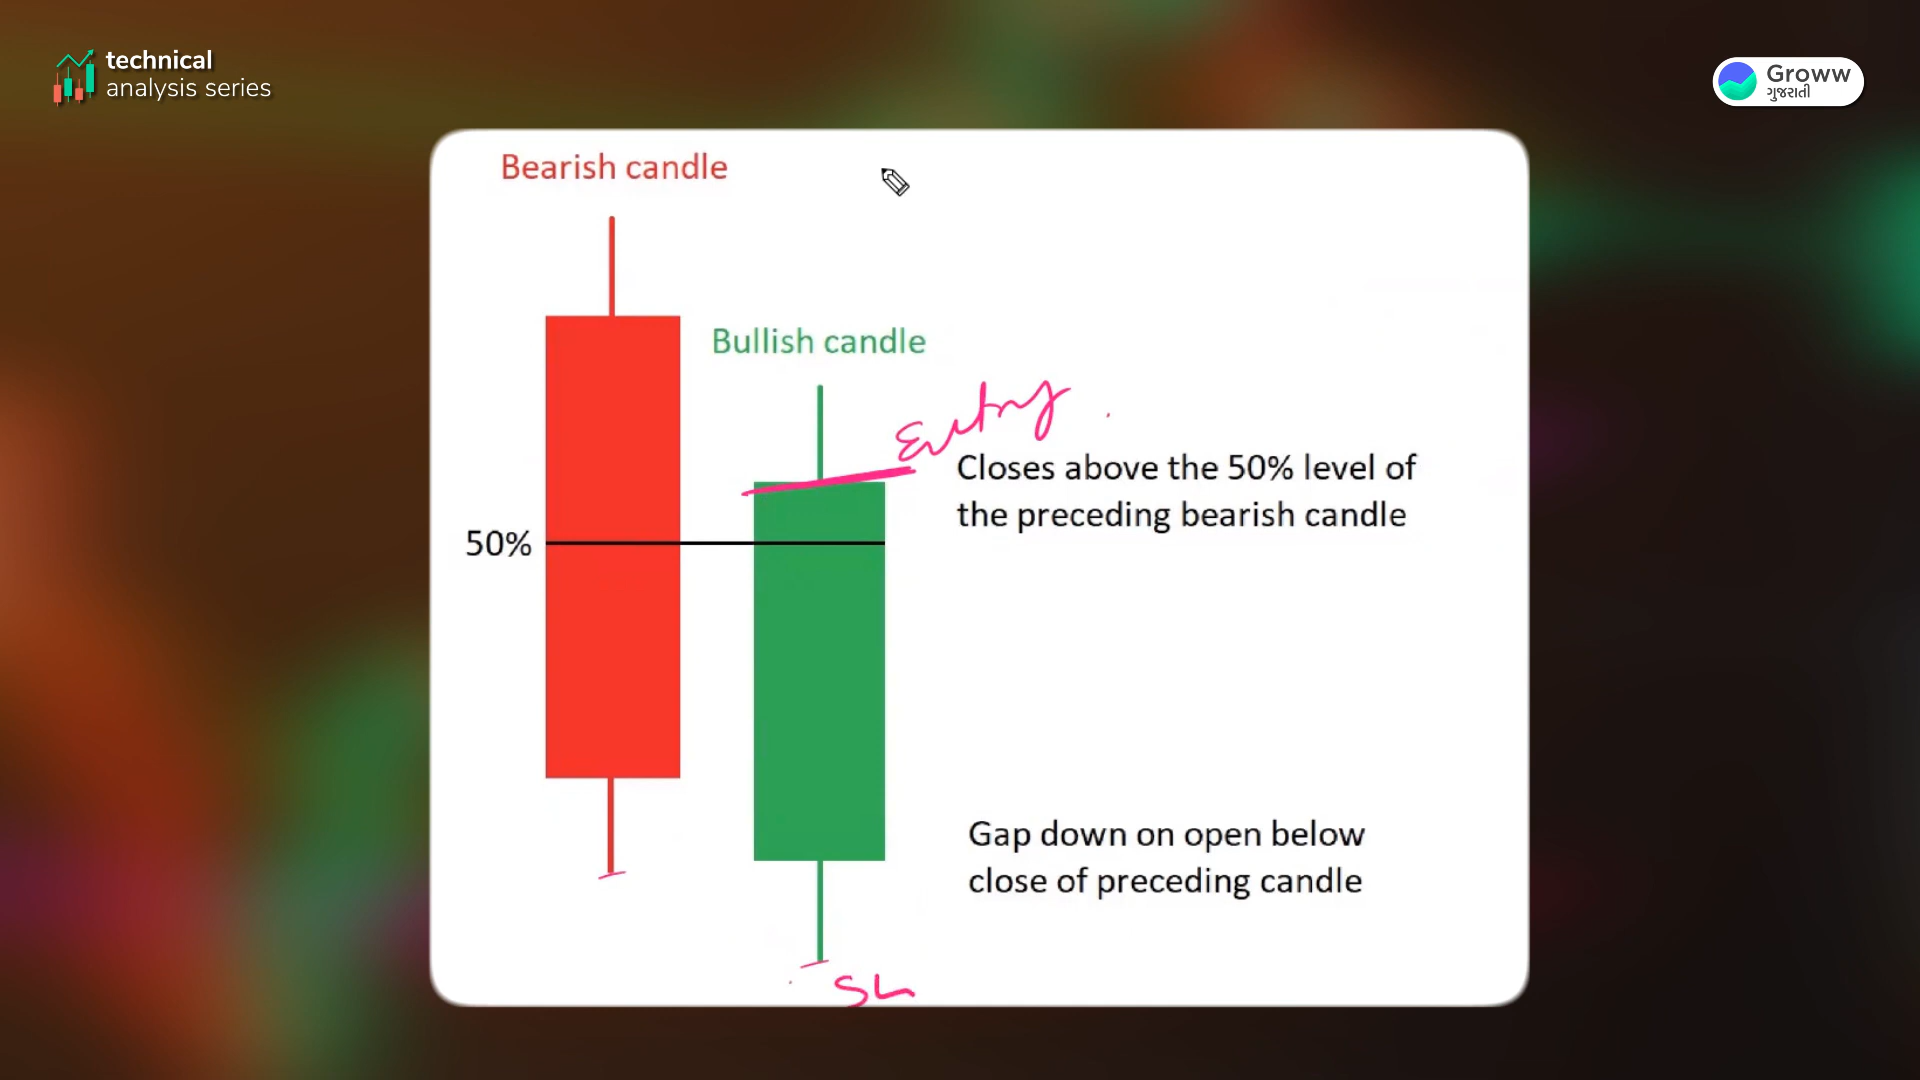 technical
analysis series
Groww
ગુજરાતી
Bearish candle
Bullish candle
Entry
Closes above the 50% level of
the preceding bearish candle
50%
Gap down on open below
close of preceding candle
SL